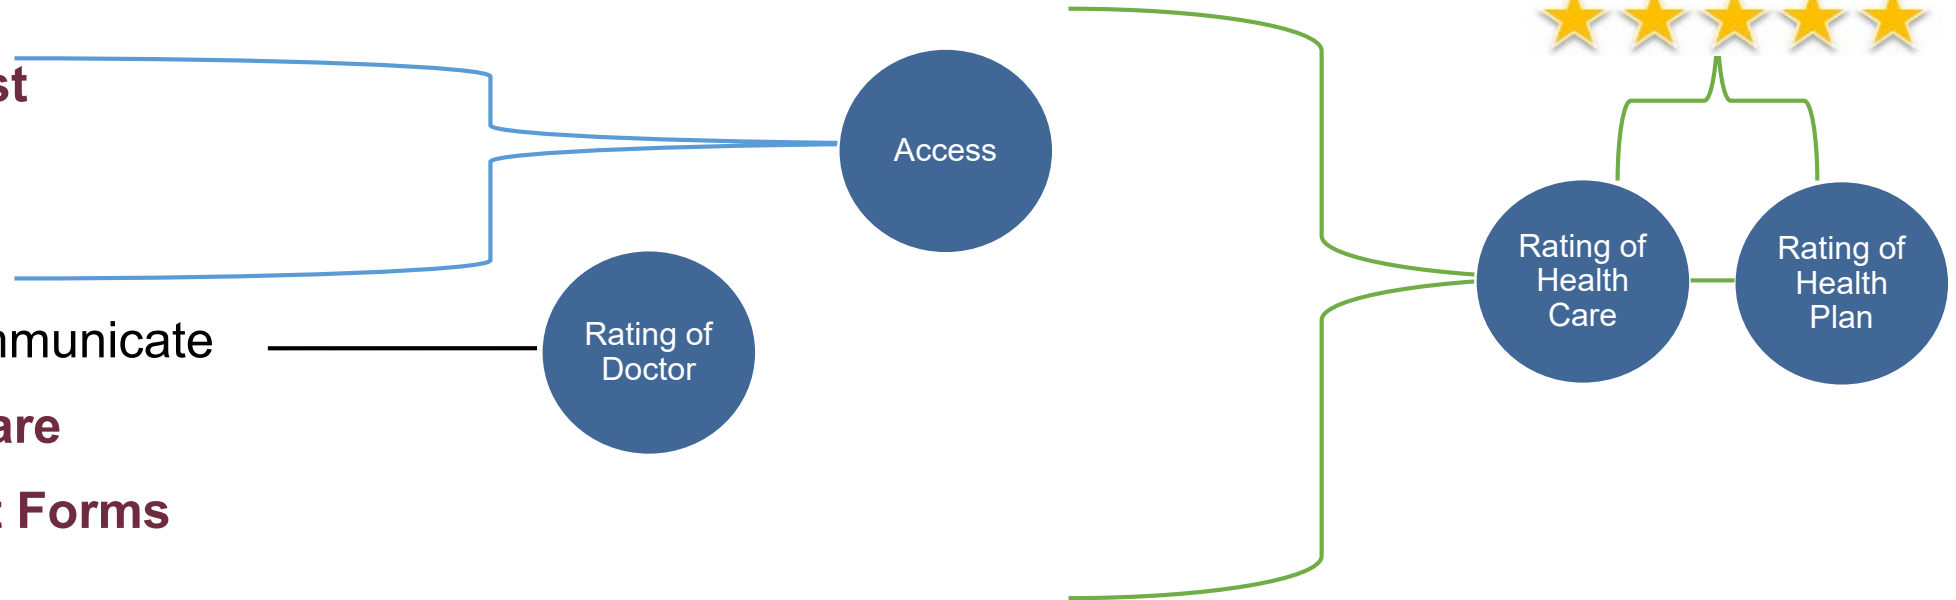 st
Access
Rating of
Health
Care
Rating of
Health
Plan
mmunicate
Rating of
Doctor
are
t Forms